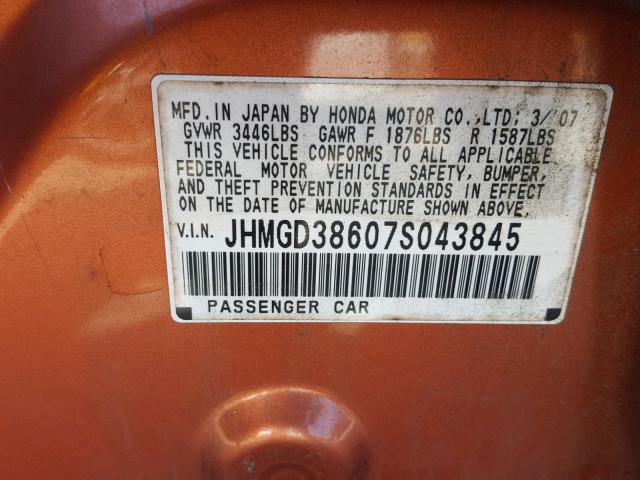 MFD. IN JAPAN BY HONDA MOTOR CO., LTD; 3/'07
GVWR 3446LBS GAWR F 1876LBS R 1587LBS
THIS VEHICLE CONFORMS TO ALL APPLICABLE
FEDERAL MOTOR VEHICLE SAFETY, BUMPER,
AND THEFT PREVENTION STANDARDS IN EFFECT
ON THE DATE OF MANUFACTURE SHOWN ABOVE,
V.I.N. JHMGD38607S043845
PASSENGER CAR